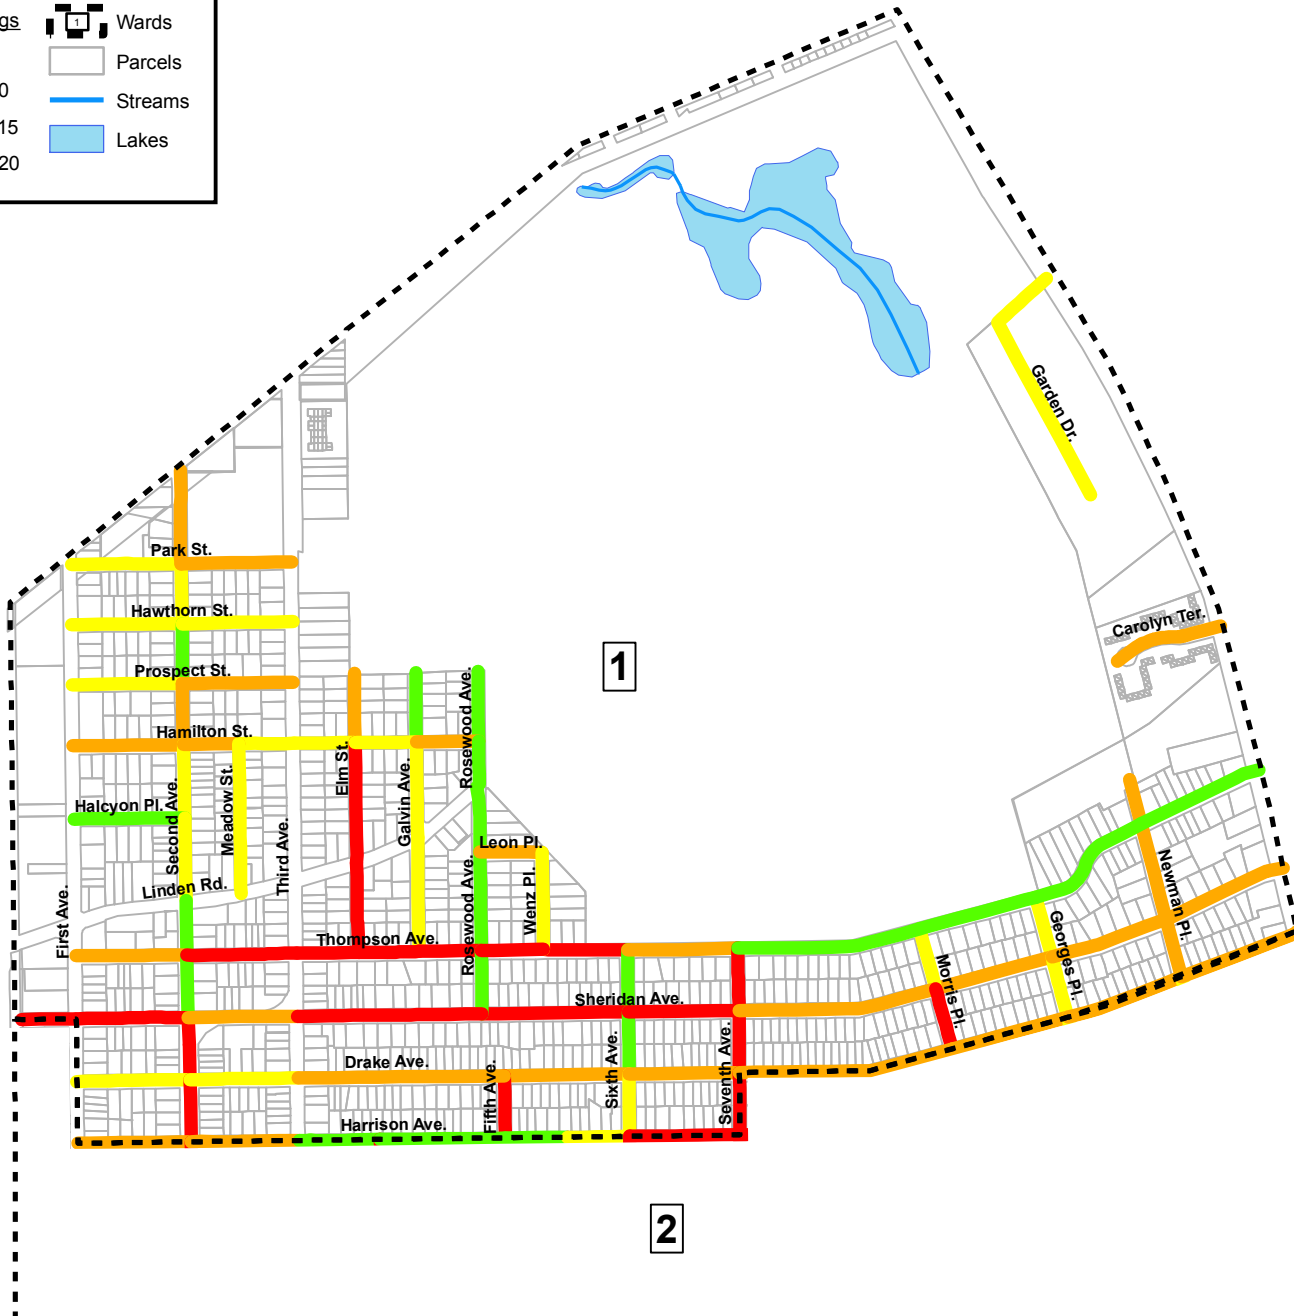 gs
1
Wards
Parcels
0
Streams
15
Lakes
20
Garden Dr.
Park St.
Hawthorn St.
Carolyn Ter.
1
Prospect St.
Hamilton St.
Rosewood Ave.
Elm St.
Galvin Ave.
Meadow St.
Second Ave.
Halcyon Pl.
Third Ave.
Leon Pl.
Linden Rd.
Wenz Pl.
First Ave.
Rosewood Ave.
Thompson Ave.
Newman Pl.
Georges Pl.
Morris Pl.
Sheridan Ave.
Drake Ave.
Fifth Ave.
Sixth Ave.
Seventh Ave.
Harrison Ave.
2